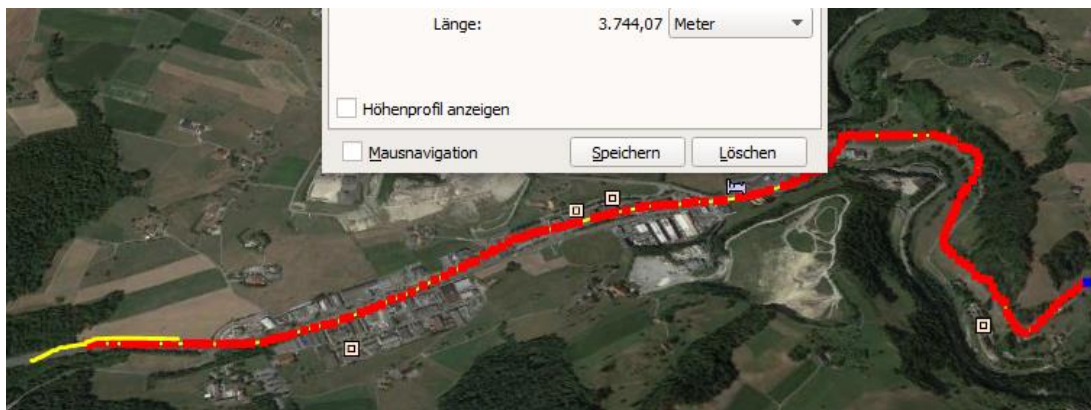 Länge: 3.744,07 Meter
Höhenprofil anzeigen
Mausnavigation Speichern Löschen